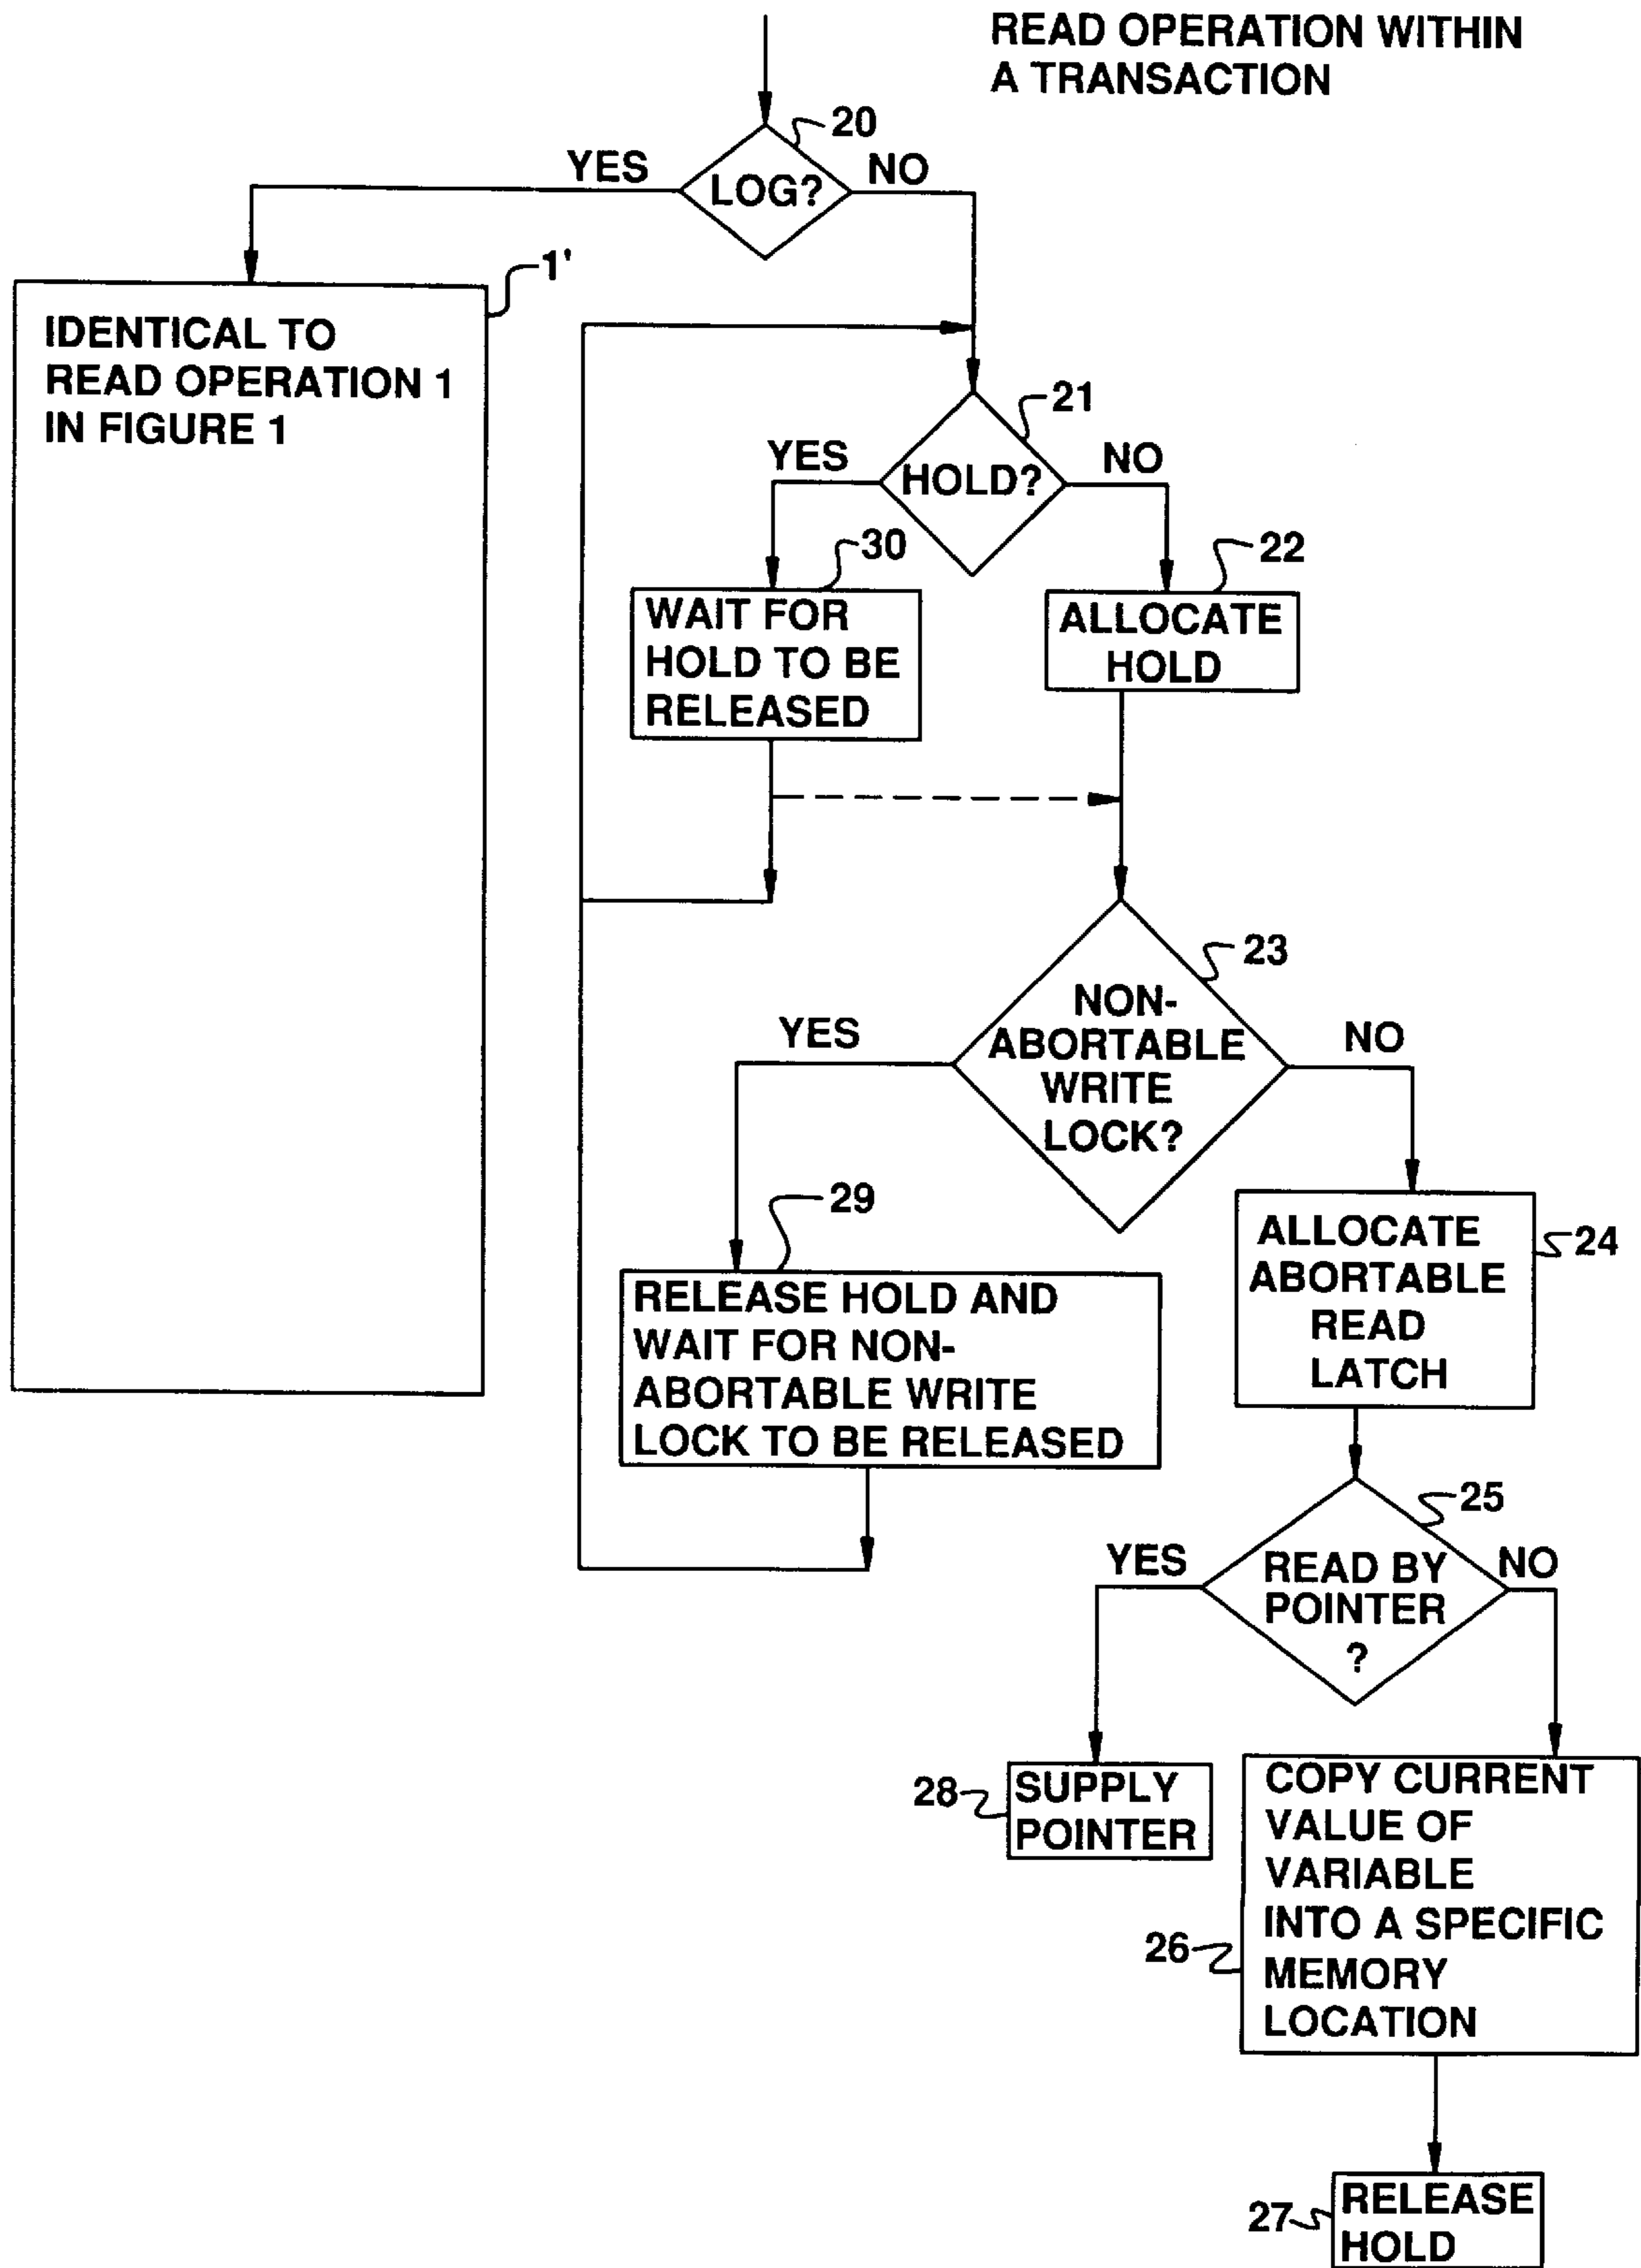 READ OPERATION WITHIN
A TRANSACTION
20
YES
LOG?
NO
1'
IDENTICAL TO
READ OPERATION 1
IN FIGURE 1
21
YES
HOLD?
NO
30
WAIT FOR
HOLD TO BE
RELEASED
22
ALLOCATE
HOLD
23
YES
NON-
ABORTABLE
WRITE
LOCK?
NO
29
RELEASE HOLD AND
WAIT FOR NON-
ABORTABLE WRITE
LOCK TO BE RELEASED
24
ALLOCATE
ABORTABLE
READ
LATCH
25
YES
READ BY
POINTER
?
NO
28
SUPPLY
POINTER
26
COPY CURRENT
VALUE OF
VARIABLE
INTO A SPECIFIC
MEMORY
LOCATION
27
RELEASE
HOLD